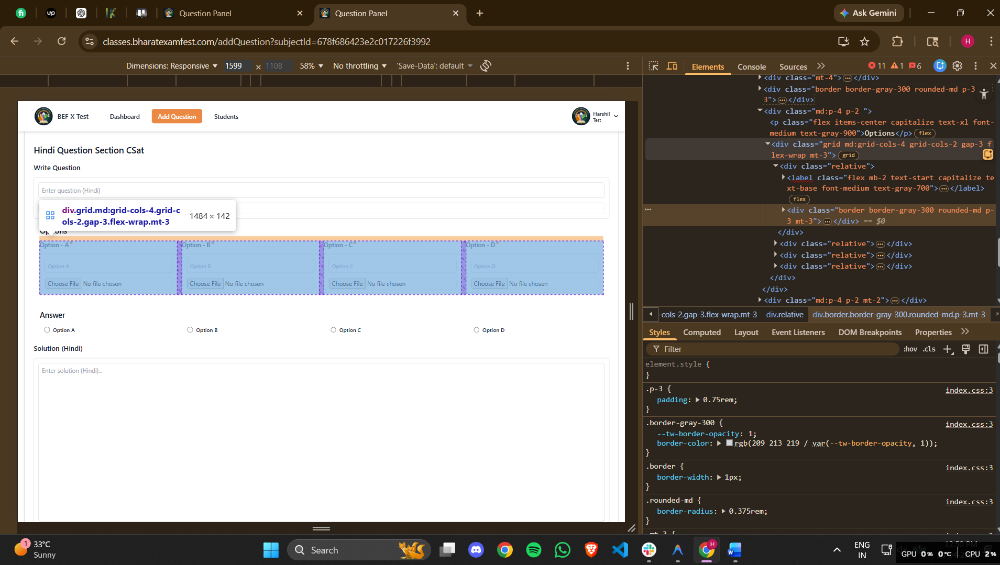 Question Panel
Question Panel
Ask Gemini
classes.bharatexamfest.com/addQuestion?subjectId=678f686423e2c017226f3992
H
Dimensions: Responsive 1599 × 1108 58% No throttling 'Save-Data': default
Elements Console Sources 11 1 6
BEF X Test Dashboard Add Question Students Harshil
Test
Hindi Question Section CSat
Write Question
Enter question (Hindi)
div.grid.md:grid-cols-4.grid-c
ols-2.gap-3.flex-wrap.mt-3
1484 × 142
Options
Option - A* Option - B* Option - C* Option - D*
Option A Option B Option C Option D
Choose File No file chosen Choose File No file chosen Choose File No file chosen Choose File No file chosen
Answer
Option A Option B Option C Option D
Solution (Hindi)
Enter solution (Hindi)...
<div class="mt-4">…</div>
<div class="border border-gray-300 rounded-md p-3
3">…</div>
<div class="md:p-4 p-2 ">
<p class="flex items-center capitalize text-xl font-
medium text-gray-900">Options</p> flex
<div class="grid md:grid-cols-4 grid-cols-2 gap-3 f
lex-wrap mt-3"> grid
<div class="relative">
<label class="flex mb-2 text-start capitalize te
xt-base font-medium text-gray-700">…</label>
flex
<div class="border border-gray-300 rounded-md p-
3 mt-3">…</div> == $0
</div>
<div class="relative">…</div>
<div class="relative">…</div>
<div class="relative">…</div>
</div>
</div>
<div class="md:p-4 p-2 mt-2">…</div>
-cols-2.gap-3.flex-wrap.mt-3 div.relative div.border.border-gray-300.rounded-md.p-3.mt-3
Styles Computed Layout Event Listeners DOM Breakpoints Properties
Filter :hov .cls
element.style {
}
.p-3 { index.css:3
padding: 0.75rem;
}
.border-gray-300 { index.css:3
--tw-border-opacity: 1;
border-color: rgb(209 213 219 / var(--tw-border-opacity, 1));
}
.border { index.css:3
border-width: 1px;
}
.rounded-md { index.css:3
border-radius: 0.375rem;
}
.mt-3 {
1 33°C
Sunny
Search
ENG
IN
12:50 PM
GPU 0% 0°C CPU 2%